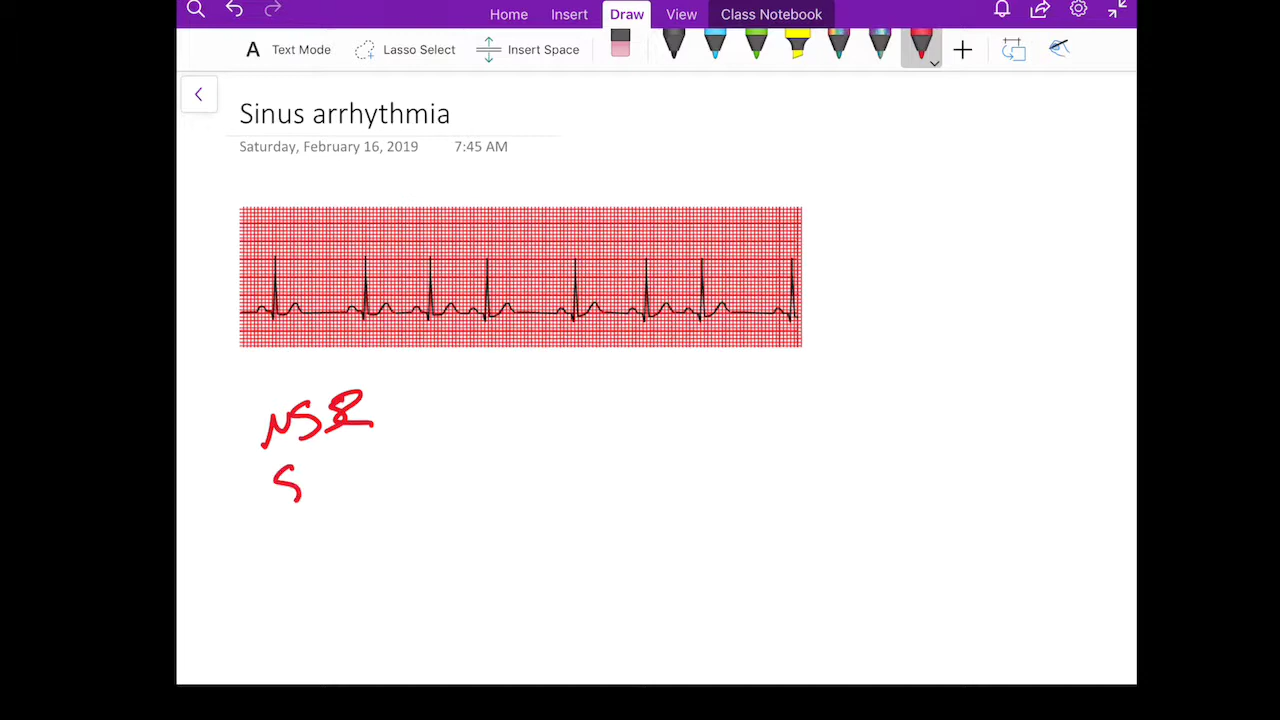 Home Insert Draw View Class Notebook
Text Mode Lasso Select Insert Space
Sinus arrhythmia
Saturday, February 16, 2019 7:45 AM
NSR
S